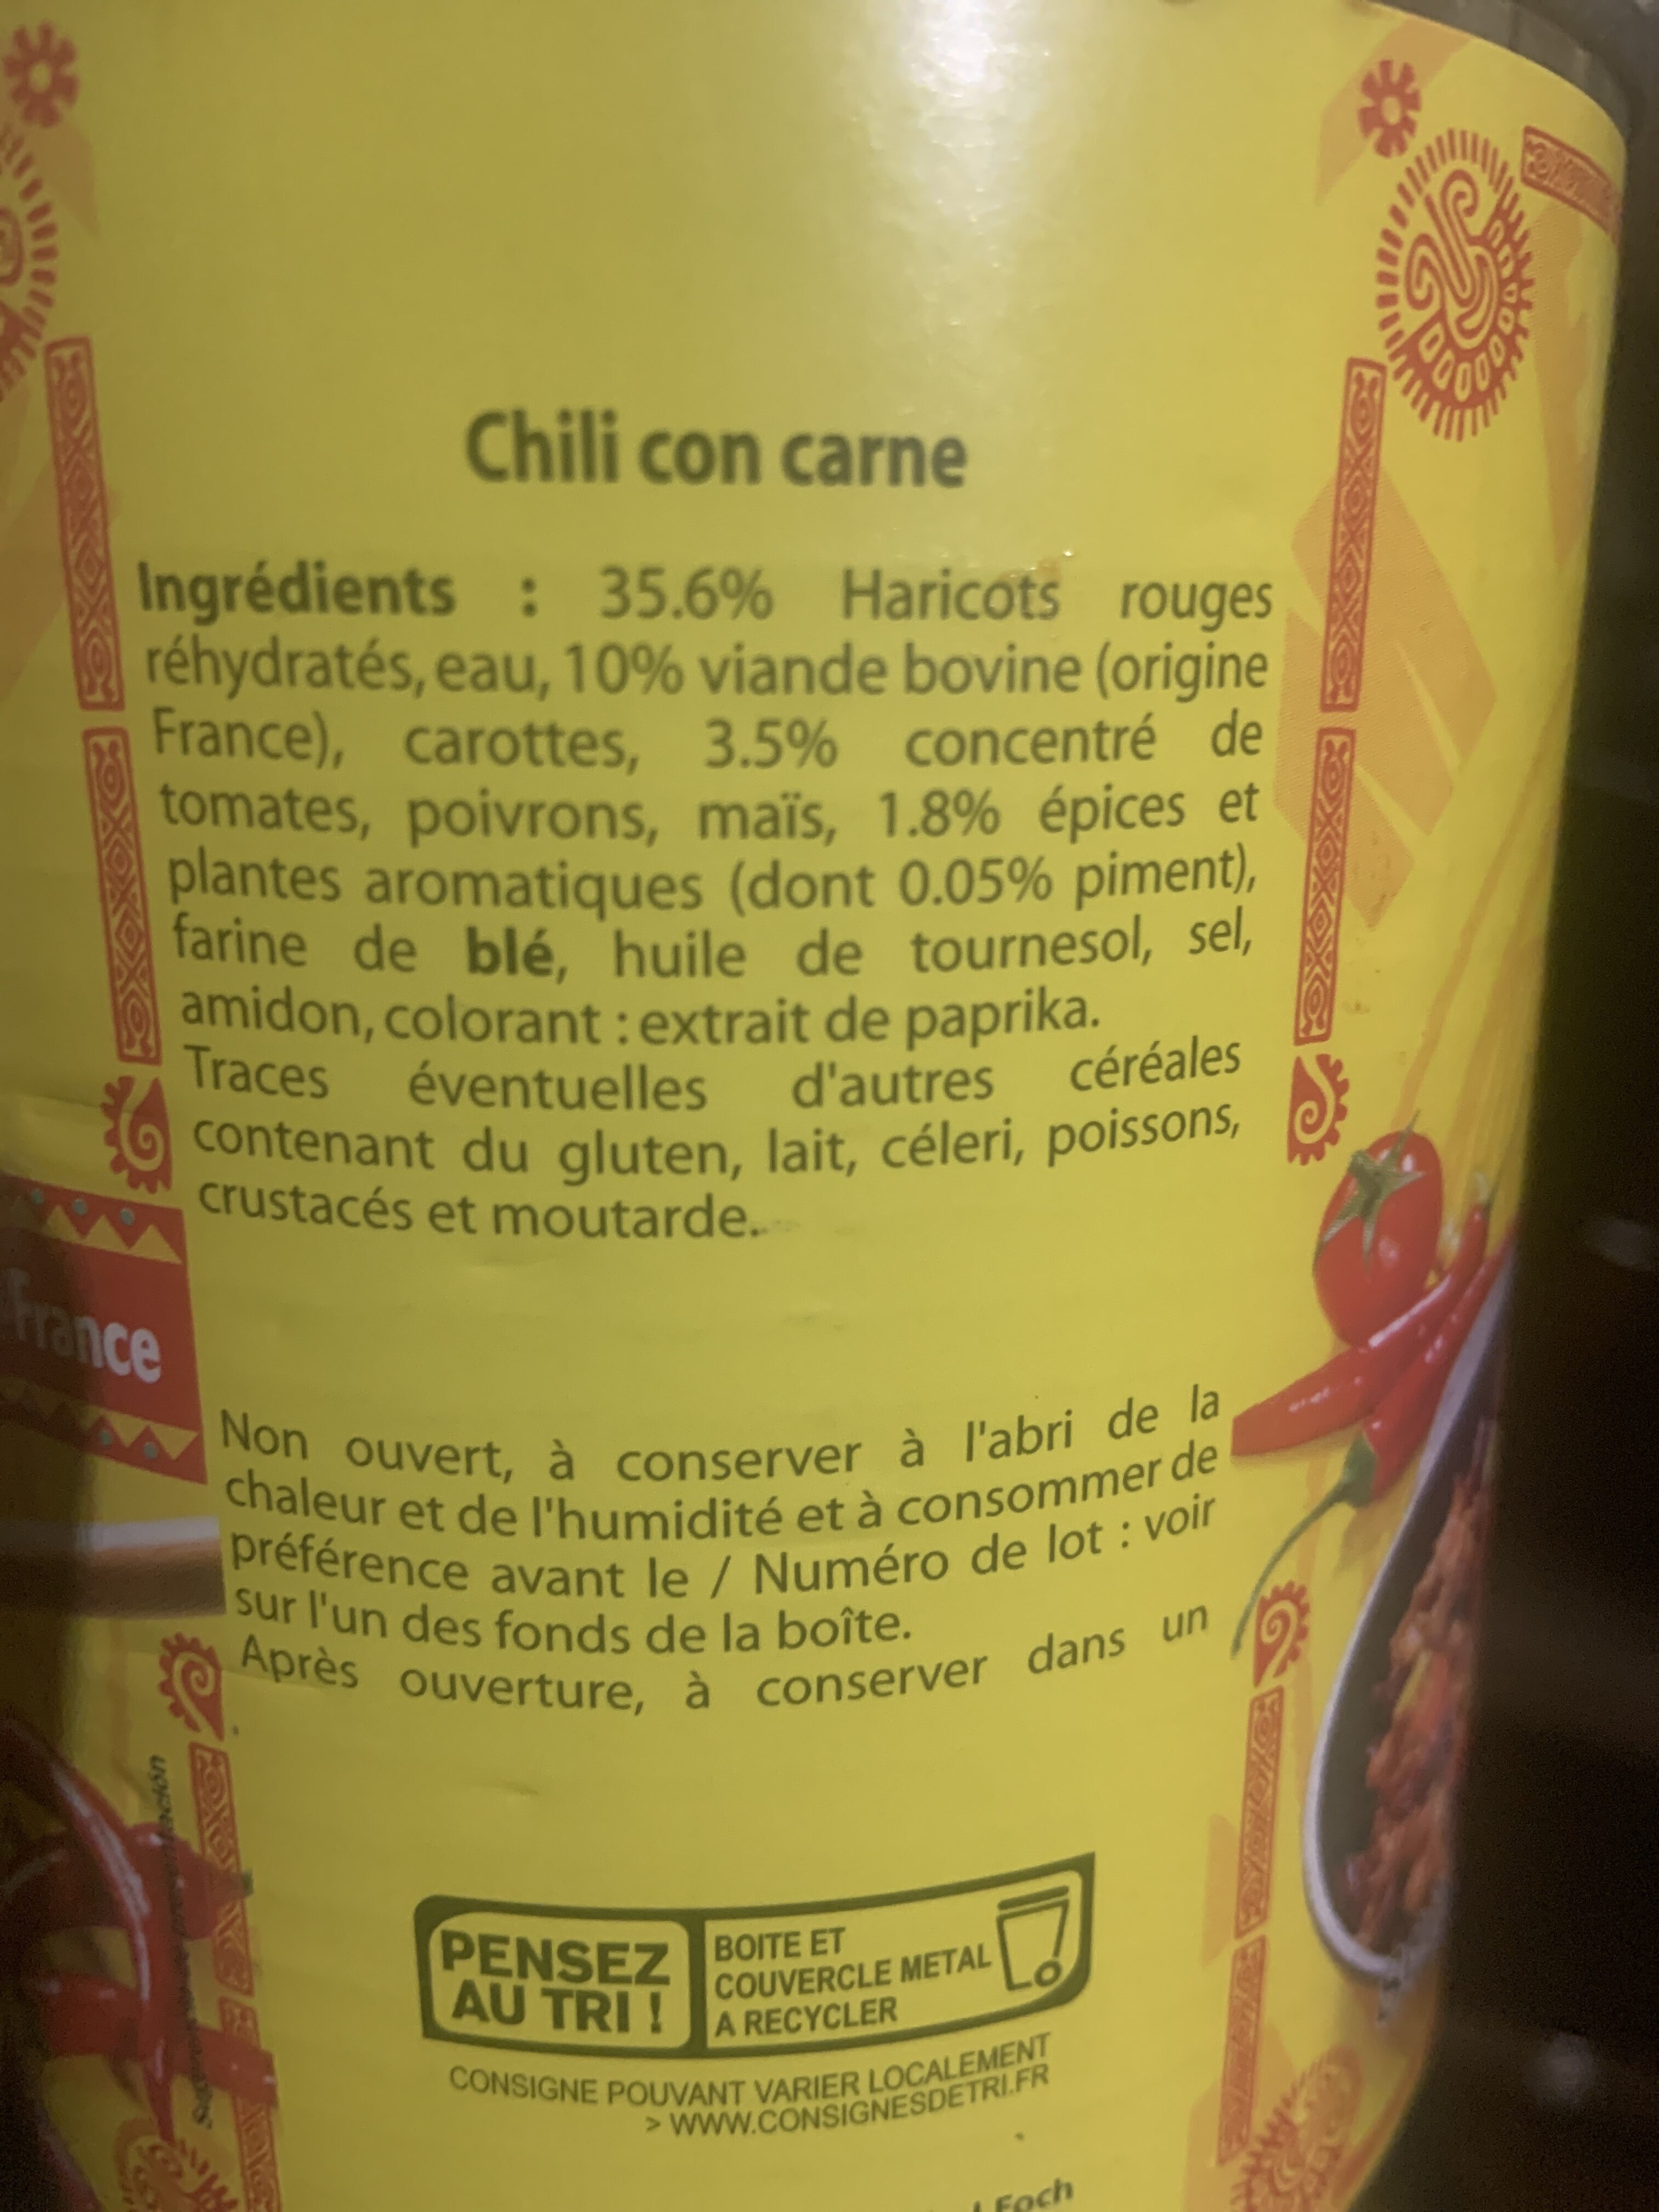 Chili con carne
Ingrédients : 35.6% Haricots rouges
réhydratés, eau, 10% viande bovine (origine
France), carottes, 3.5% concentré de
tomates, poivrons, maïs, 1.8% épices et
plantes aromatiques (dont 0.05% piment),
farine de blé, huile de tournesol, sel,
amidon, colorant : extrait de paprika.
Traces éventuelles d'autres céréales
contenant du gluten, lait, céleri, poissons,
crustacés et moutarde.
France
Non ouvert, à conserver à l'abri de la
chaleur et de l'humidité et à consommer de
préférence avant le / Numéro de lot : voir
sur l'un des fonds de la boîte.
Après ouverture, à conserver dans un
PENSEZ
AU TRI !
BOITE ET
COUVERCLE METAL
A RECYCLER
CONSIGNE POUVANT VARIER LOCALEMENT
> WWW.CONSIGNESDETRI.FR
Foch